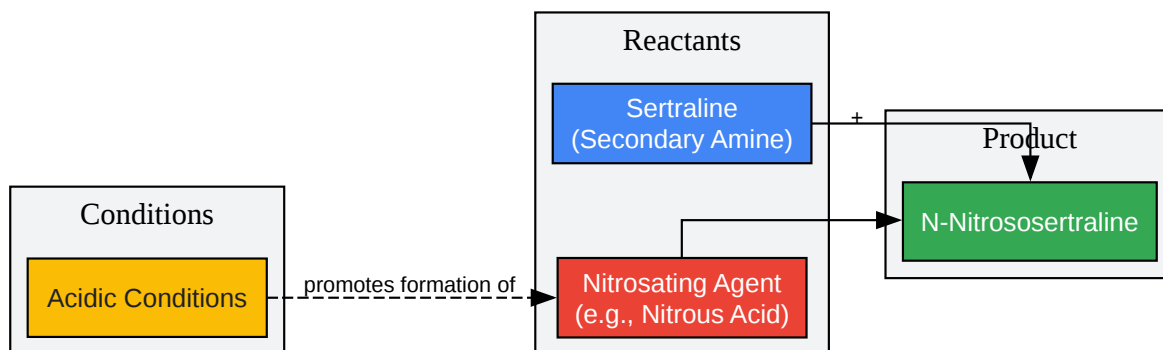 Reactants
Sertraline
(Secondary Amine)
+
Product
N-Nitrososertraline
Conditions
Acidic Conditions
promotes formation of
Nitrosating Agent
(e.g., Nitrous Acid)